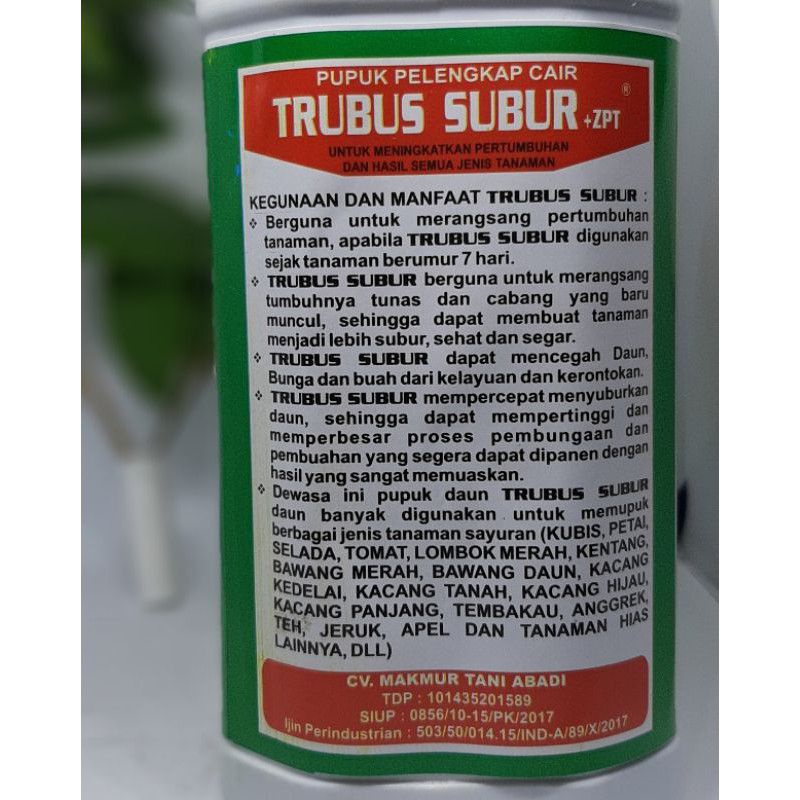 PUPUK PELENGKAP CAIR
TRUBUS SUBUR +ZPT ®
UNTUK MENINGKATKAN PERTUMBUHAN
DAN HASIL SEMUA JENIS TANAMAN
KEGUNAAN DAN MANFAAT TRUBUS SUBUR :
❖ Berguna untuk merangsang pertumbuhan
tanaman, apabila TRUBUS SUBUR digunakan
sejak tanaman berumur 7 hari.
❖ TRUBUS SUBUR berguna untuk merangsang
tumbuhnya tunas dan cabang yang baru
muncul, sehingga dapat membuat tanaman
menjadi lebih subur, sehat dan segar.
❖ TRUBUS SUBUR dapat mencegah Daun,
Bunga dan buah dari kelayuan dan kerontokan.
❖ TRUBUS SUBUR mempercepat menyuburkan
daun, sehingga dapat mempertinggi dan
memperbesar proses pembungaan dan
pembuahan yang segera dapat dipanen dengan
hasil yang sangat memuaskan.
❖ Dewasa ini pupuk daun TRUBUS SUBUR
daun banyak digunakan untuk memupuk
berbagai jenis tanaman sayuran (KUBIS, PETAI,
SELADA, TOMAT, LOMBOK MERAH, KENTANG,
BAWANG MERAH, BAWANG DAUN, KACANG
KEDELAI, KACANG TANAH, KACANG HIJAU,
KACANG PANJANG, TEMBAKAU, ANGGREK,
TEH, JERUK, APEL DAN TANAMAN HIAS
LAINNYA, DLL)
CV. MAKMUR TANI ABADI
TDP : 101435201589
SIUP : 0856/10-15/PK/2017
Ijin Perindustrian : 503/50/014.15/IND-A/89/X/2017